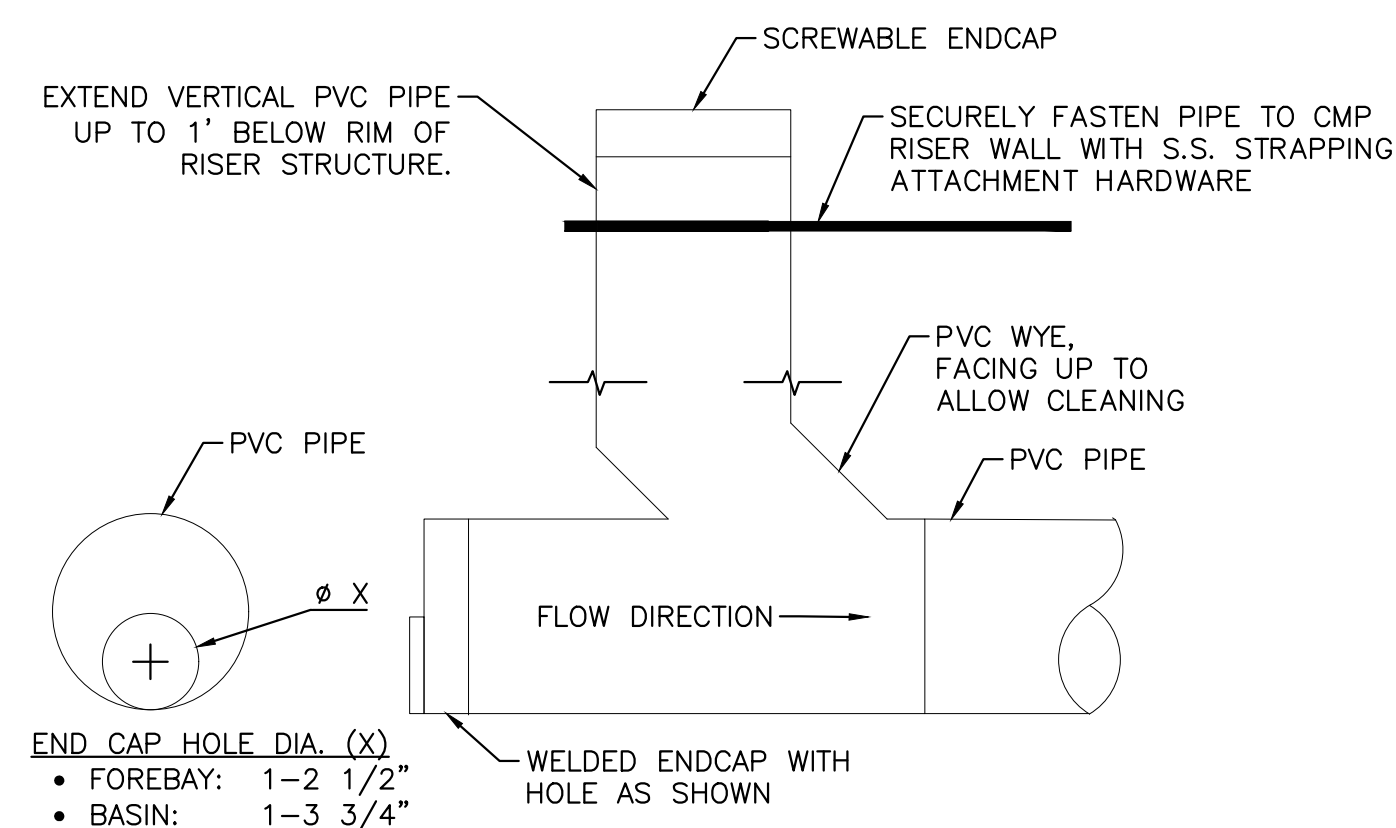 SCREWABLE ENDCAP
EXTEND VERTICAL PVC PIPE
UP TO 1' BELOW RIM OF
RISER STRUCTURE.
SECURELY FASTEN PIPE TO CMP
RISER WALL WITH S.S. STRAPPING
ATTACHMENT HARDWARE
PVC WYE,
FACING UP TO
ALLOW CLEANING
PVC PIPE
PVC PIPE
ø X
FLOW DIRECTION
END CAP HOLE DIA. (X)
• FOREBAY: 1-2 1/2"
• BASIN: 1-3 3/4"
WELDED ENDCAP WITH
HOLE AS SHOWN